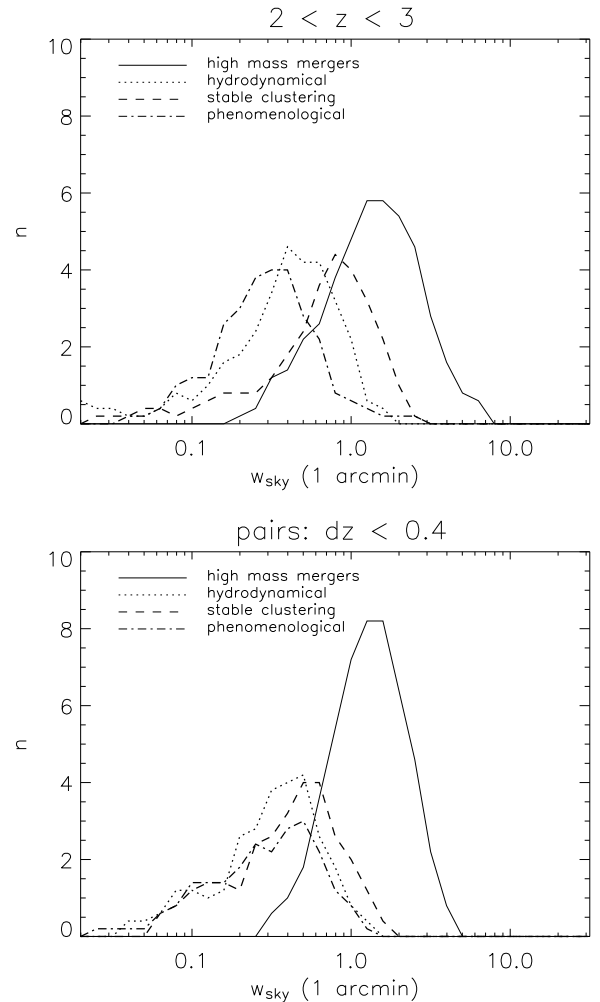 2 < z < 3
10
high mass mergers
hydrodynamical
stable clustering
phenomenological
8
6
n
4
2
0
0.1 1.0 10.0
wsky (1 arcmin)
pairs: dz < 0.4
10
high mass mergers
hydrodynamical
stable clustering
phenomenological
8
6
n
4
2
0
0.1 1.0 10.0
wsky (1 arcmin)